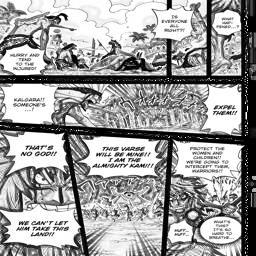 WHAT
HAP-
PENED...?
IS
EVERYONE
ALL
RIGHT?!
HURRY AND
TEND
TO THE
INJURED!
EXPEL
THEM!!
KALGARA!!
SOMEONE'S
...!
PROTECT THE
WOMEN AND
CHILDREN!!
WE'RE GOING
TO INTERCEPT THEM,
WARRIORS!!
WHAT'S
THIS?
IT'S SO
HARD TO
BREATHE...
HUFF...
HUFF...
THIS VARSE
WILL BE MINE!!
I AM THE
ALMIGHTY KAMI!!
THAT'S
NO GOD!!
WE CAN'T LET
HIM TAKE THIS
LAND!!